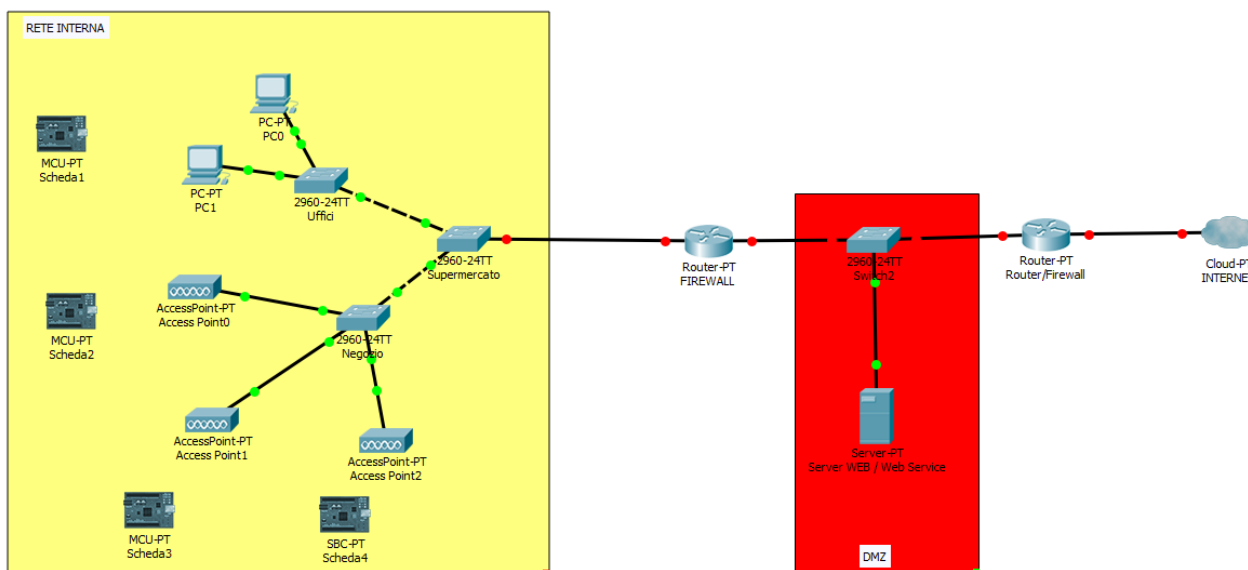 RETE INTERNA
PC-PT
PC0
MCU-PT
Scheda1
PC-PT
PC1
2960-24TT
Uffici
2960-24TT
Supermercato
Router-PT
FIREWALL
2960-24TT
Switch2
Router-PT
Router/Firewall
Cloud-PT
INTERNET
AccessPoint-PT
Access Point0
MCU-PT
Scheda2
2960-24TT
Negozio
AccessPoint-PT
Access Point1
AccessPoint-PT
Access Point2
Server-PT
Server WEB / Web Service
MCU-PT
Scheda3
SBC-PT
Scheda4
DMZ